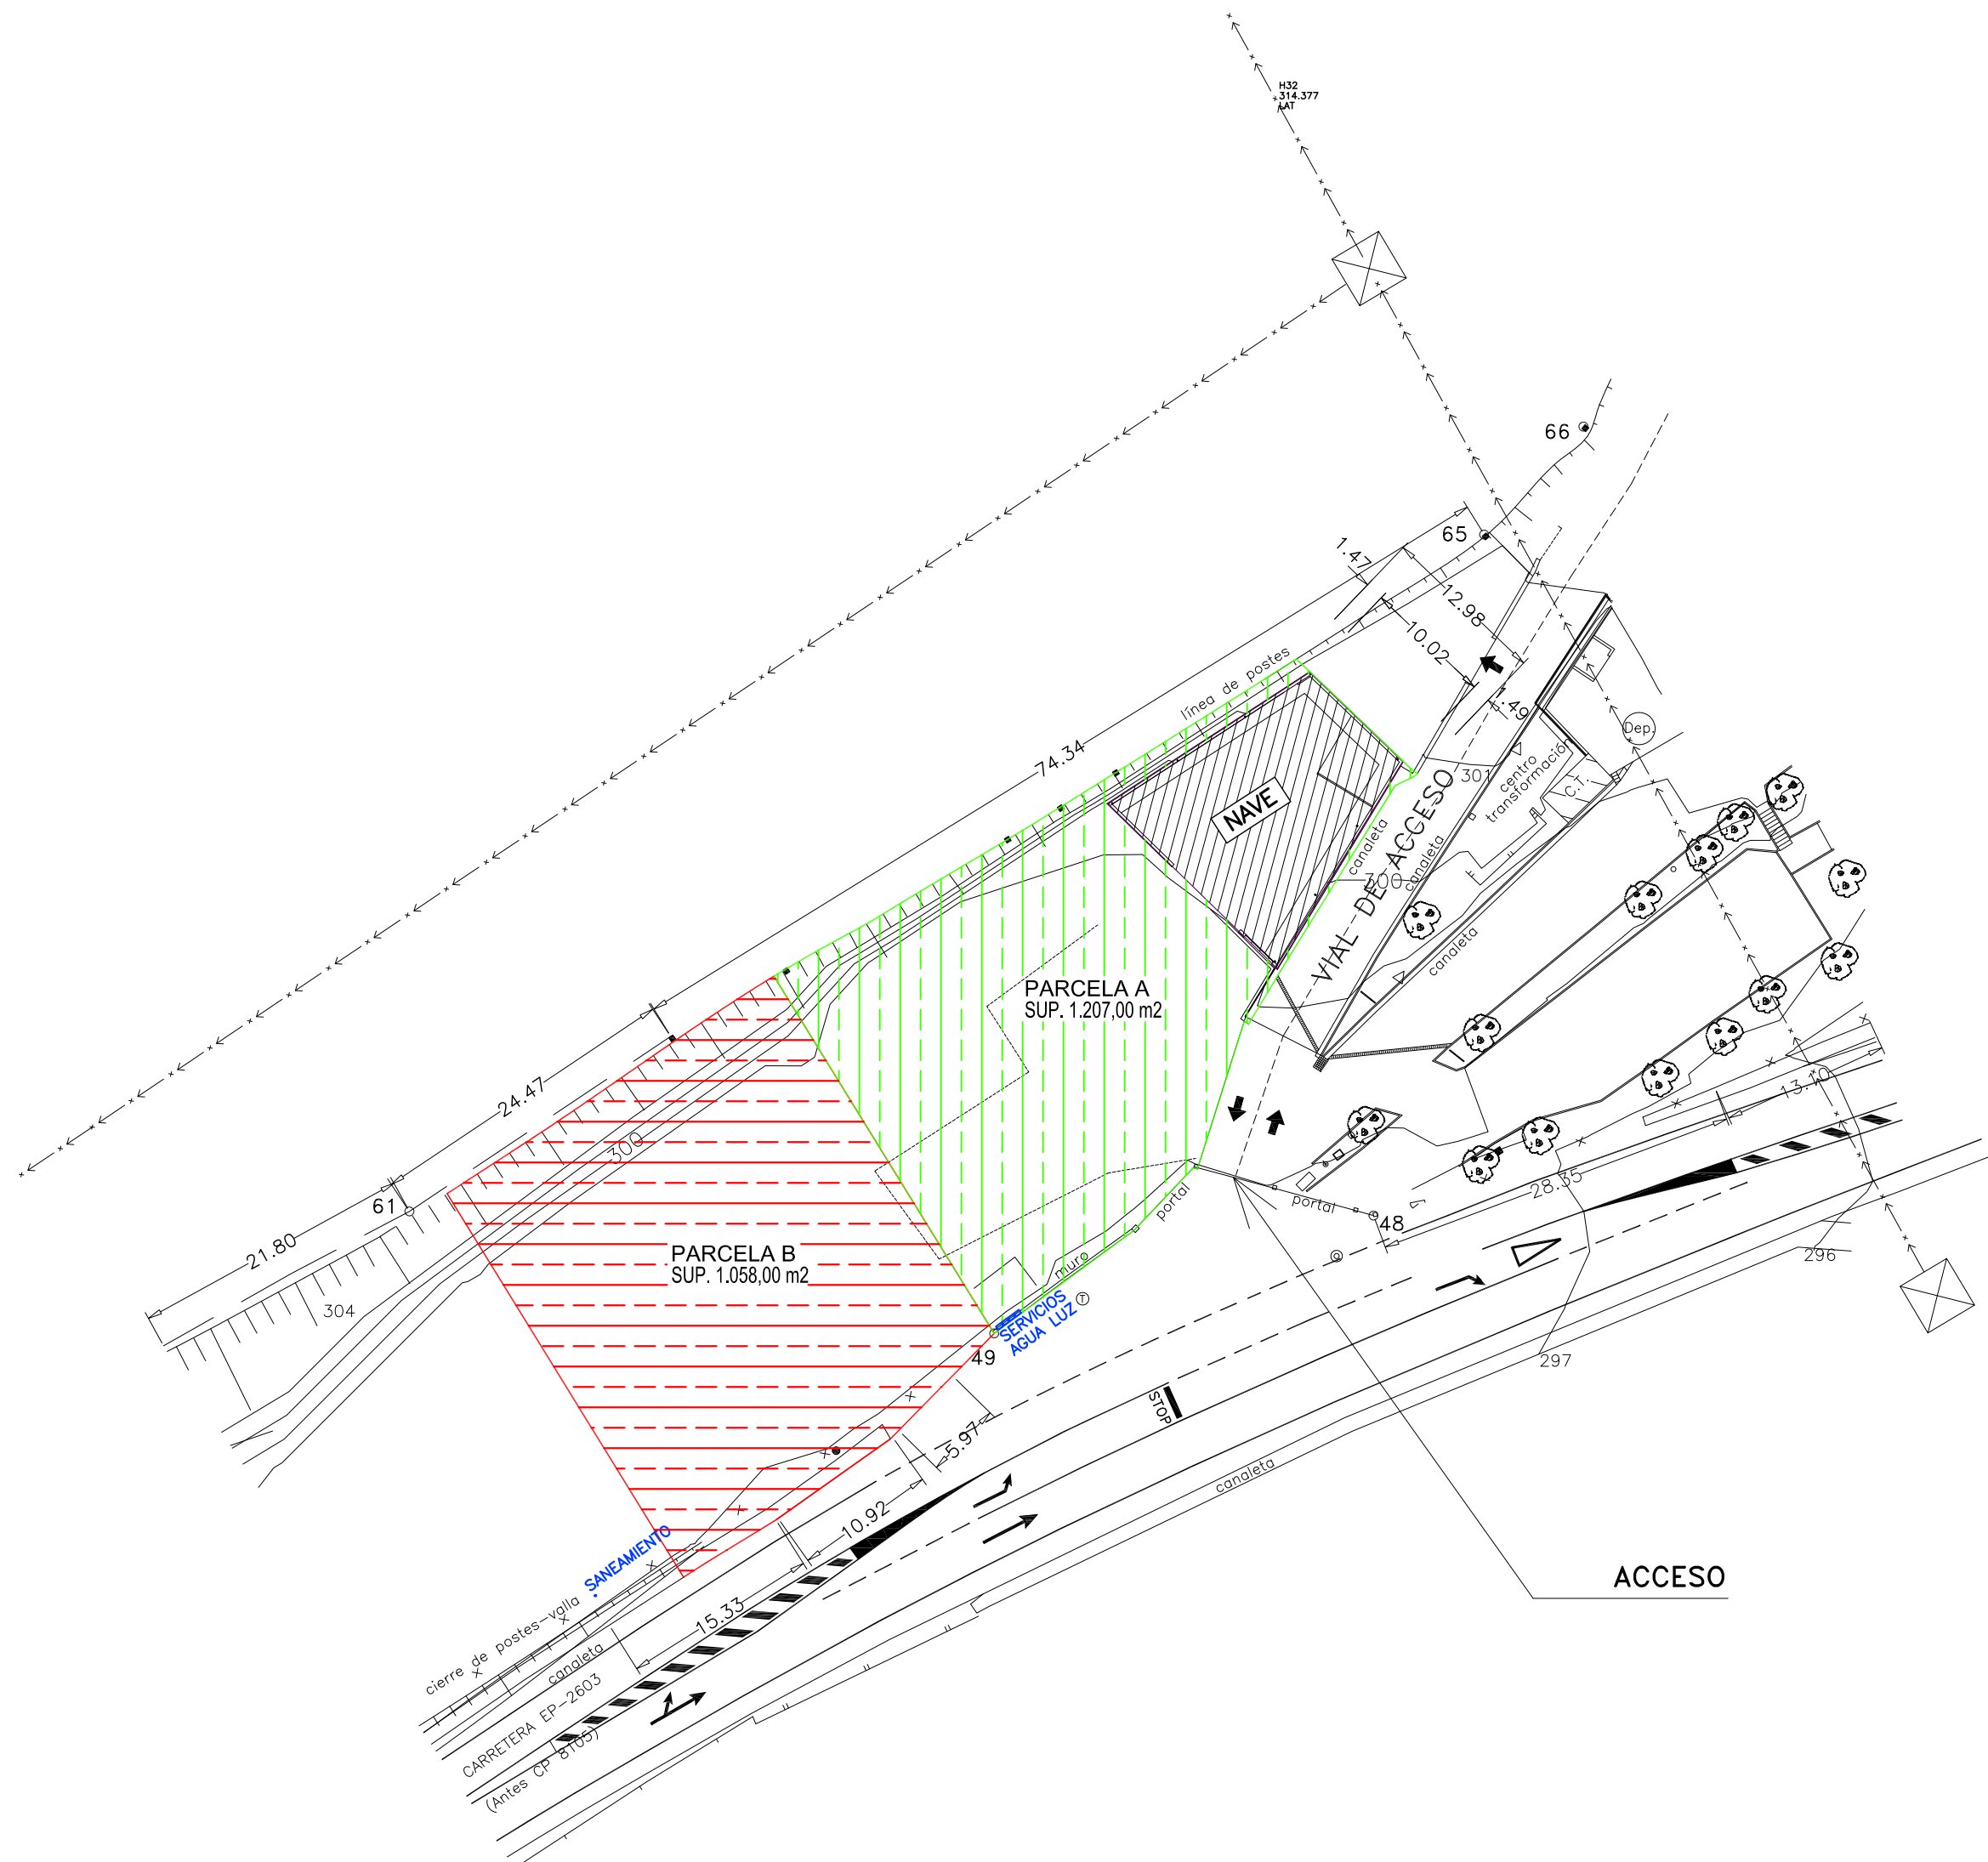 H32
314.377
LAT
66
65
1.47
12.98
10.02
1.49
línea de postes
74.34
NAVE
Dep.
301
centro
transformación
C.T.
canaleta
VIAL DE ACCESO
canaleta
300
canaleta
PARCELA A
SUP. 1.207,00 m2
24.47
300
61
21.80
304
PARCELA B
SUP. 1.058,00 m2
13.10
28.35
portal
portal
48
muro
SERVICIOS
AGUA LUZ
T
49
296
297
STOP
5.97
10.92
canaleta
15.33
SANEAMIENTO
ACCESO
cierre de postes-valla
canaleta
CARRETERA EP-2603
(Antes CP 8105)